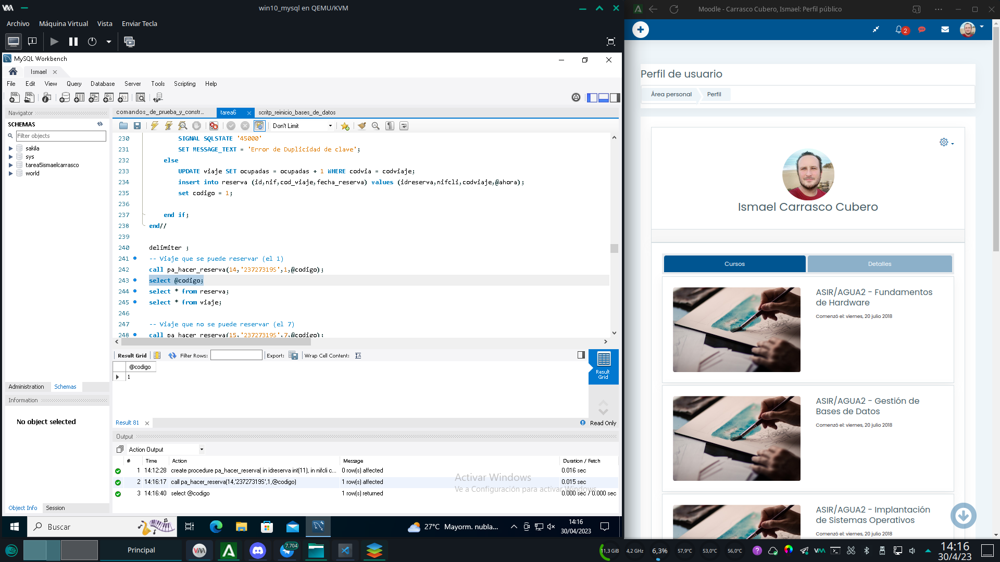 win10_mysql en QEMU/KVM
Archivo Máquina Virtual Vista Enviar Tecla
MySQL Workbench
Ismael
File Edit View Query Database Server Tools Scripting Help
Navigator
SCHEMAS
Filter objects
sakila
sys
tarea5ismaelcarrasco
world
Administration Schemas
Information
No object selected
Object Info Session
comandos_de_prueba_y_constr... tarea6 scritp_reinicio_bases_de_datos
Don't Limit
230 SIGNAL SQLSTATE '45000'
231 SET MESSAGE_TEXT = 'Error de Duplicidad de clave';
232 else
233 UPDATE viaje SET ocupadas = ocupadas + 1 WHERE codvia = codviaje;
234 insert into reserva (id,nif,cod_viaje,fecha_reserva) values (idreserva,nifcli,codviaje,@ahora);
235 set codigo = 1;
236
237 end if;
238 end//
239
240 delimiter ;
241 -- Viaje que se puede reservar (el 1)
242 call pa_hacer_reserva(14,'23727319S',1,@codigo);
243 select @codigo;
244 select * from reserva;
245 select * from viaje;
246
247 -- Viaje que no se puede reservar (el 7)
248 call pa_hacer_reserva(15,'23727319S',7,@codigo);
Result Grid Filter Rows: Export: Wrap Cell Content:
@codigo
1
Result Grid
Result 81 Read Only
Output
Action Output
# Time Action Message Duration / Fetch
1 14:12:28 create procedure pa_hacer_reserva( in idreserva int(11), in nifcli c... 0 row(s) affected 0.016 sec
2 14:16:17 call pa_hacer_reserva(14,'23727319S',1,@codigo) 1 row(s) affected 0.015 sec
3 14:16:40 select @codigo 1 row(s) returned 0.000 sec / 0.000 sec
Activar Windows
Ve a Configuración para activar Windows.
Buscar
27°C Mayorm. nubla...
14:16
30/04/2023
Moodle - Carrasco Cubero, Ismael: Perfil público
2
Perfil de usuario
Área personal Perfil
Ismael Carrasco Cubero
Cursos Detalles
ASIR/AGUA2 - Fundamentos
de Hardware
Comenzó el: viernes, 20 julio 2018
ASIR/AGUA2 - Gestión de
Bases de Datos
Comenzó el: viernes, 20 julio 2018
ASIR/AGUA2 - Implantación
de Sistemas Operativos
Comenzó el: viernes, 20 julio 2018
Principal
7.704
11,3 GiB 4,2 GHz 6,3% 57,9°C 53,0°C 56,0°C
14:16
30/4/23